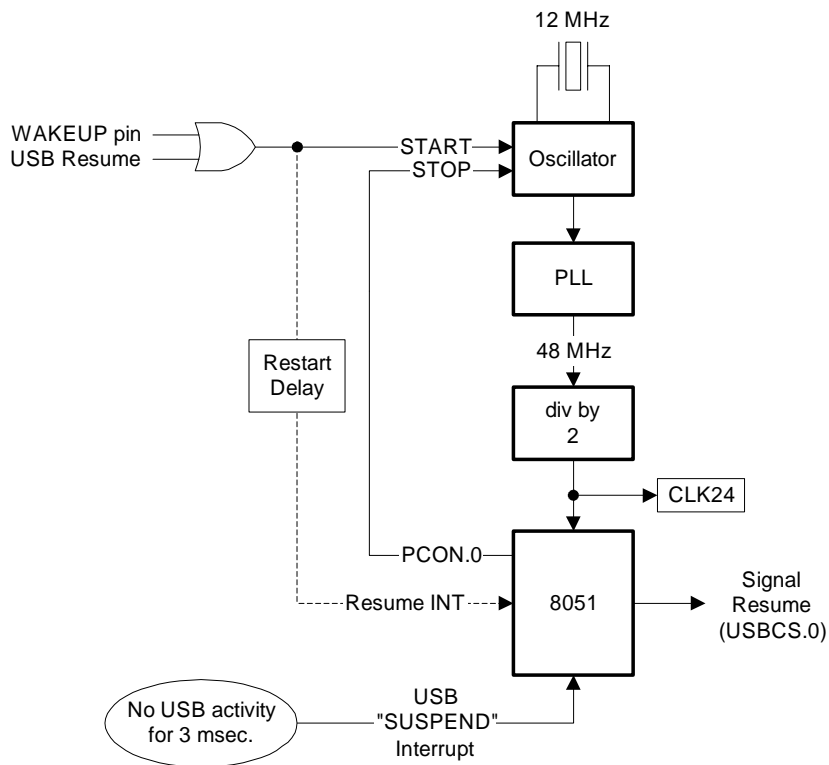 12 MHz
WAKEUP pin
USB Resume
START
STOP
Oscillator
PLL
48 MHz
Restart
Delay
div by
2
CLK24
PCON.0
8051
Resume INT
Signal
Resume
(USBCS.0)
No USB activity
for 3 msec.
USB
"SUSPEND"
Interrupt